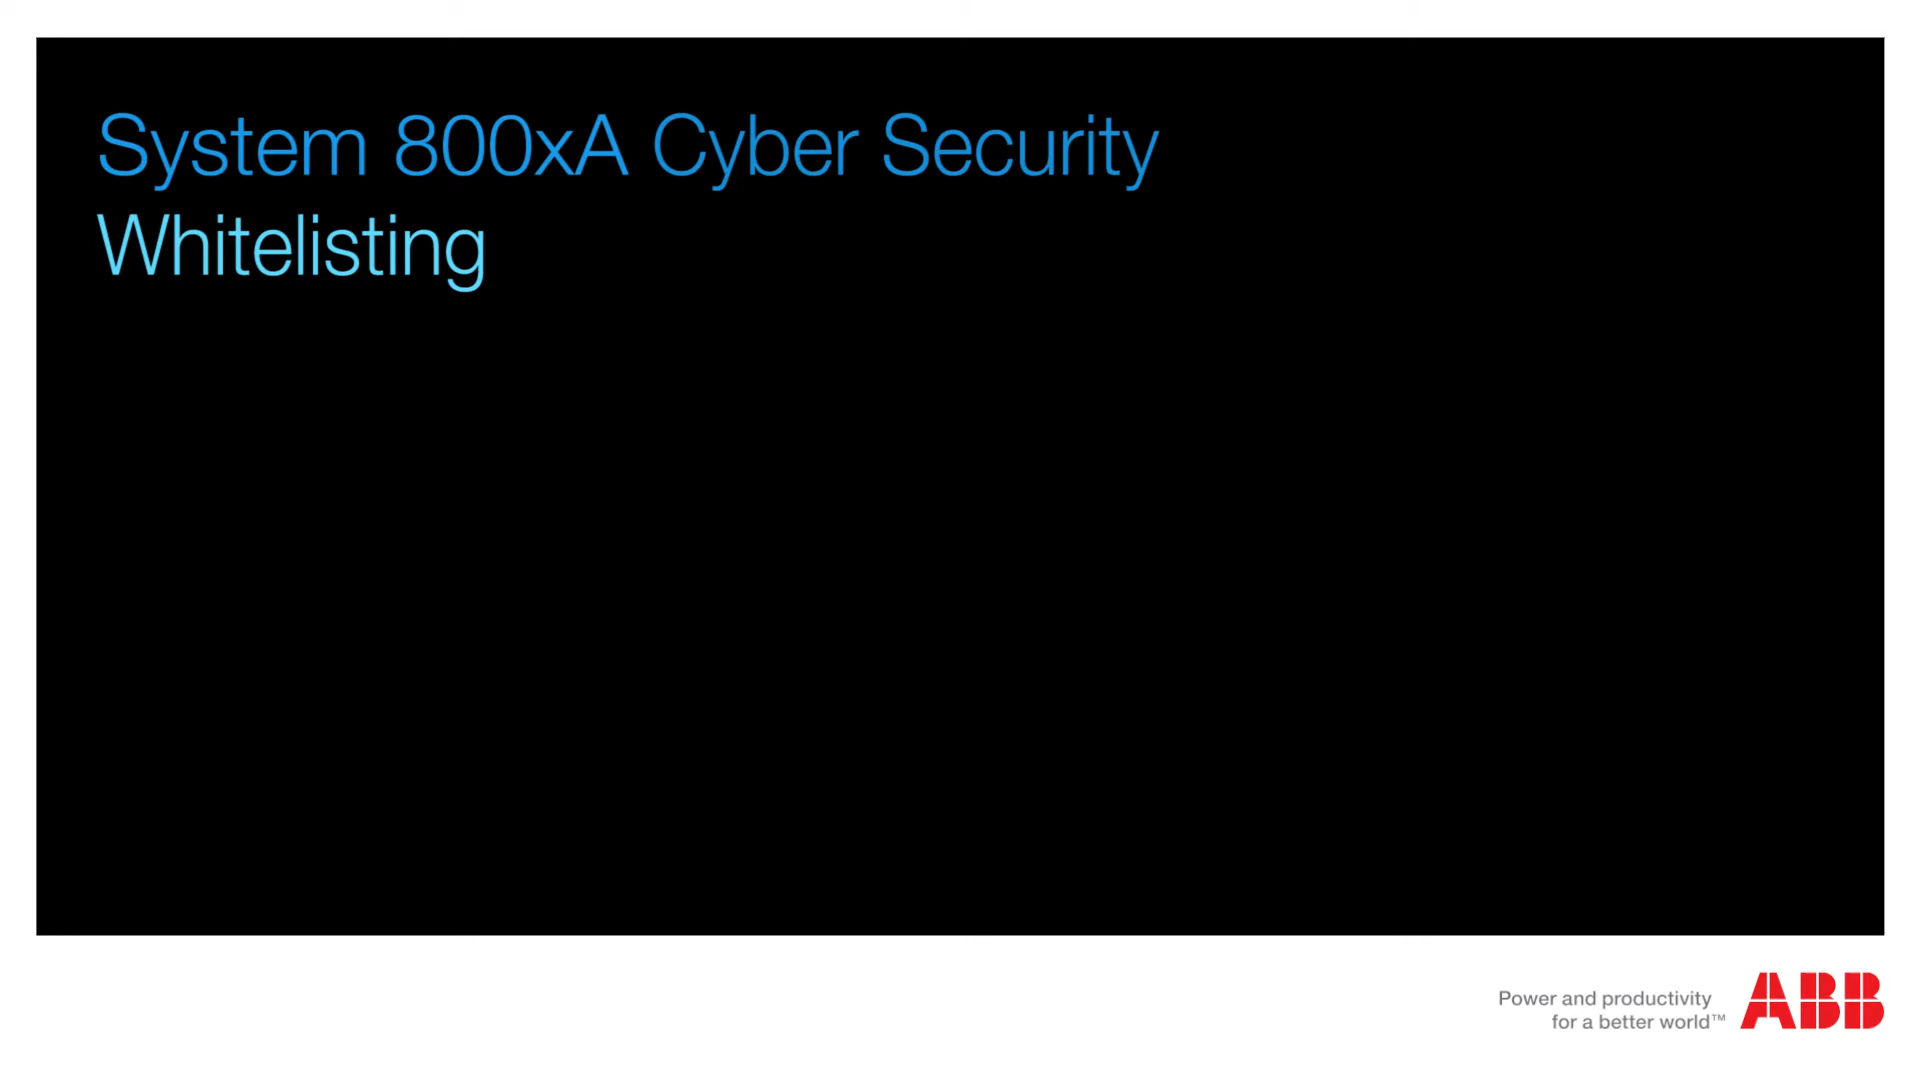 System 800xA Cyber Security
Whitelisting
Power and productivity
for a better world™
ABB